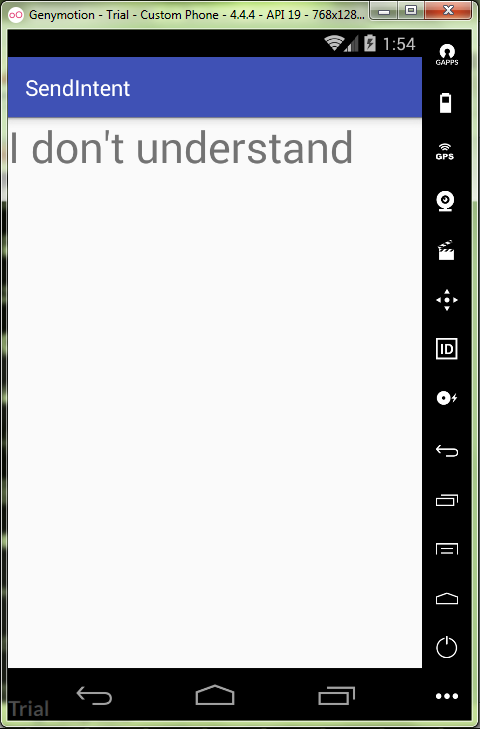 Genymotion - Trial - Custom Phone - 4.4.4 - API 19 - 768x128...
1:54
GAPPS
SendIntent
I don't understand
GPS
ID
Trial